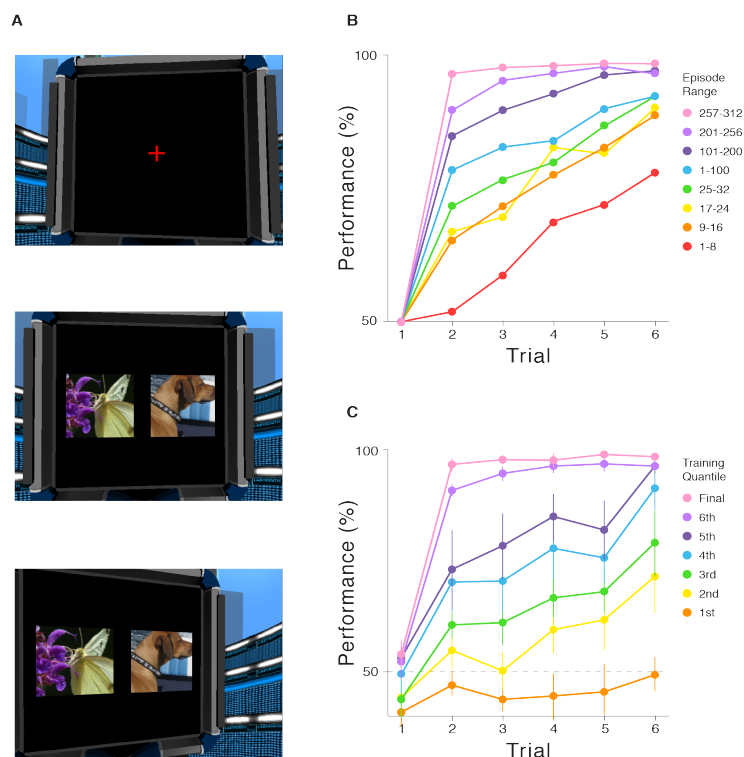 A
B
100
50
Performance (%)
1 2 3 4 5 6
Trial
Episode
Range
257-312
201-256
101-200
1-100
25-32
17-24
9-16
1-8
C
100
50
Performance (%)
1 2 3 4 5 6
Trial
Training
Quantile
Final
6th
5th
4th
3rd
2nd
1st